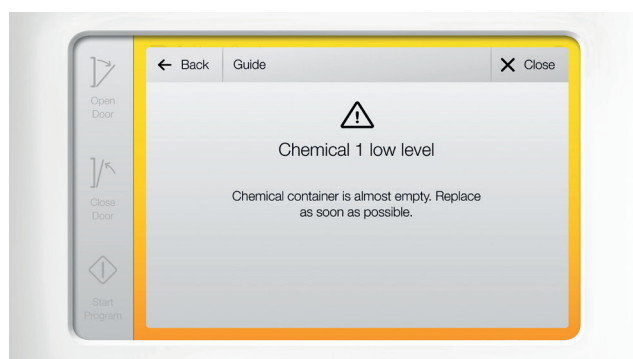 ← Back
Guide
X Close
Open
Door
Chemical 1 low level
Close
Door
Chemical container is almost empty. Replace
as soon as possible.
Start
Program